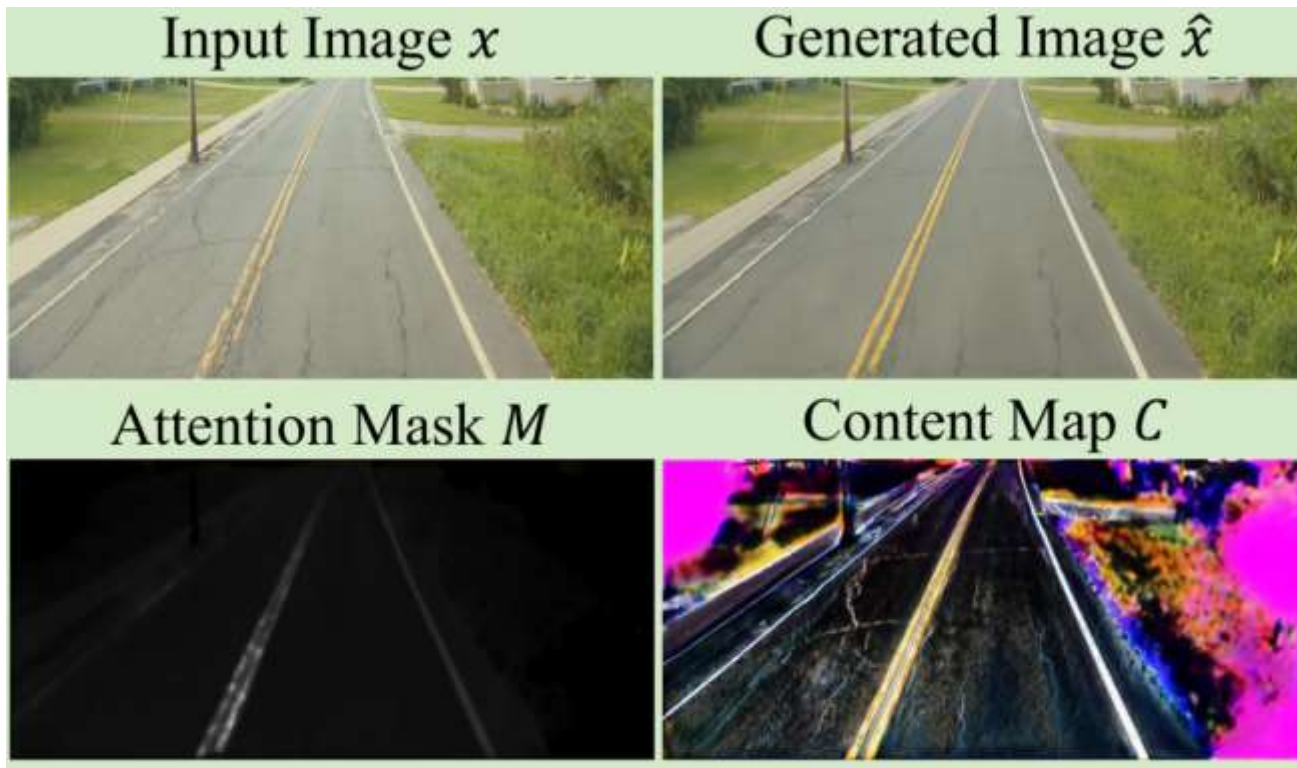 Input Image x
Generated Image x̂
Attention Mask M
Content Map C